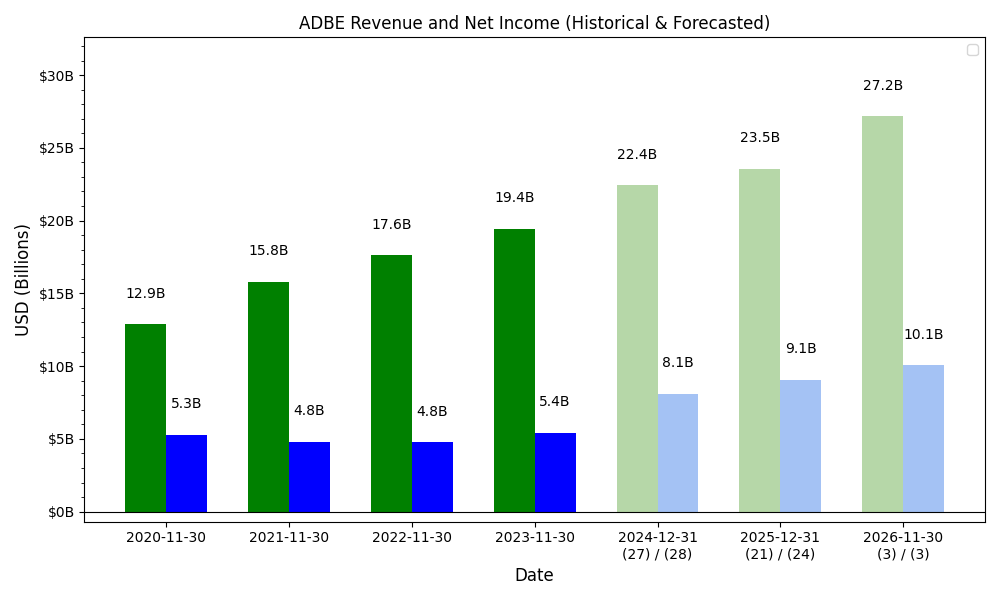 ADBE Revenue and Net Income (Historical & Forecasted)
USD (Billions)
$30B
$25B
$20B
$15B
$10B
$5B
$0B
12.9B
5.3B
15.8B
4.8B
17.6B
4.8B
19.4B
5.4B
22.4B
8.1B
23.5B
9.1B
27.2B
10.1B
2020-11-30
2021-11-30
2022-11-30
2023-11-30
2024-12-31
(27) / (28)
2025-12-31
(21) / (24)
2026-11-30
(3) / (3)
Date